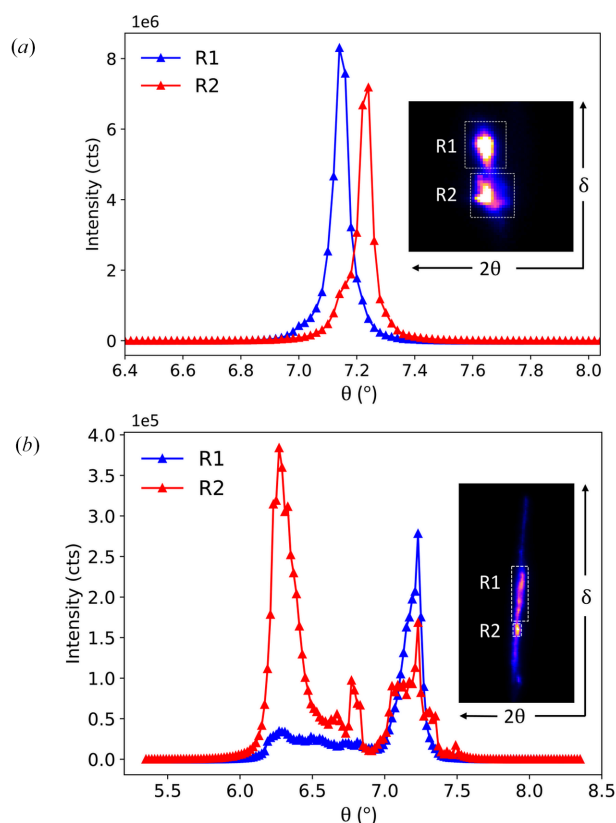 (a)
1e6
R1
R2
8
6
4
2
0
Intensity (cts)
R1
R2
δ
2θ
6.4 6.6 6.8 7.0 7.2 7.4 7.6 7.8 8.0
θ (°)
(b)
1e5
R1
R2
4.0
3.5
3.0
2.5
2.0
1.5
1.0
0.5
0.0
Intensity (cts)
R1
R2
δ
2θ
5.5 6.0 6.5 7.0 7.5 8.0 8.5
θ (°)